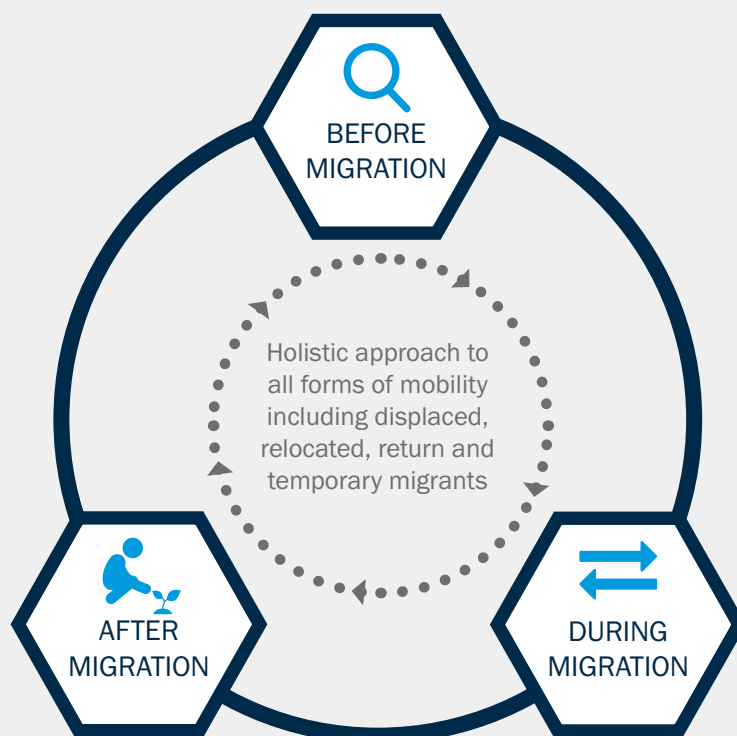 BEFORE
MIGRATION
Holistic approach to
all forms of mobility
including displaced,
relocated, return and
temporary migrants
AFTER
MIGRATION
DURING
MIGRATION